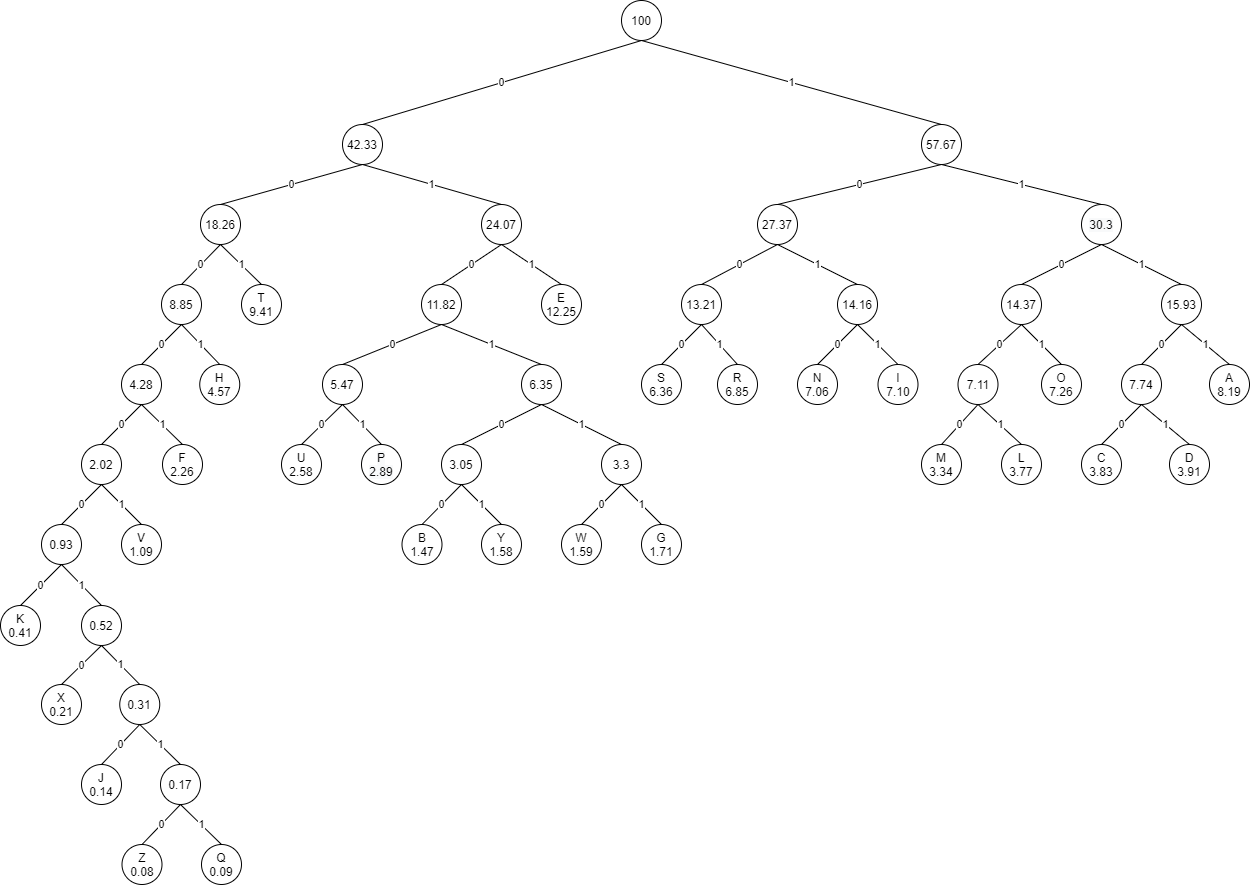 100
0 1
42.33 57.67
0 1 0 1
18.26 24.07 27.37 30.3
0 1 0 1 0 1 0 1
8.85 T 11.82 E 13.21 14.16 14.37 15.93
9.41 12.25
0 1 0 1 0 1 0 1 0 1 0 1
4.28 H 5.47 6.35 S R N I 7.11 O 7.74 A
4.57 6.36 6.85 7.06 7.10 7.26 8.19
0 1 0 1 0 1 0 1 0 1
2.02 F U P 3.05 3.3 M L C D
2.26 2.58 2.89 3.34 3.77 3.83 3.91
0 1 0 1 0 1
0.93 V B Y W G
1.09 1.47 1.58 1.59 1.71
0 1
K 0.52
0.41
0 1
X 0.31
0.21
0 1
J 0.17
0.14
0 1
Z Q
0.08 0.09